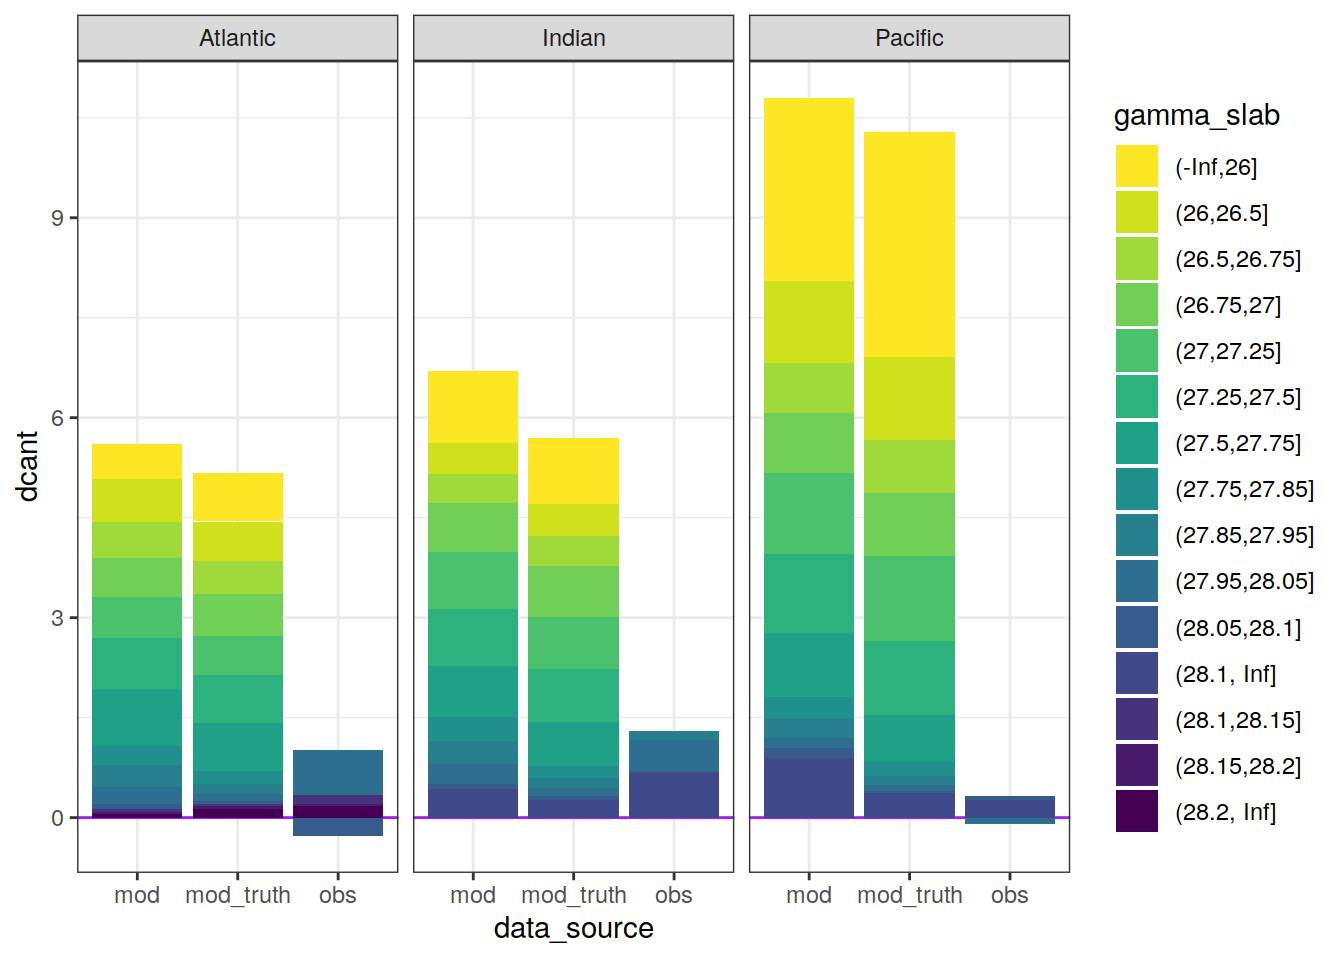 Atlantic
Indian
Pacific
dcant
9
6
3
0
mod
mod_truth
obs
mod
mod_truth
obs
mod
mod_truth
obs
data_source
gamma_slab
(-Inf,26]
(26,26.5]
(26.5,26.75]
(26.75,27]
(27,27.25]
(27.25,27.5]
(27.5,27.75]
(27.75,27.85]
(27.85,27.95]
(27.95,28.05]
(28.05,28.1]
(28.1, Inf]
(28.1,28.15]
(28.15,28.2]
(28.2, Inf]